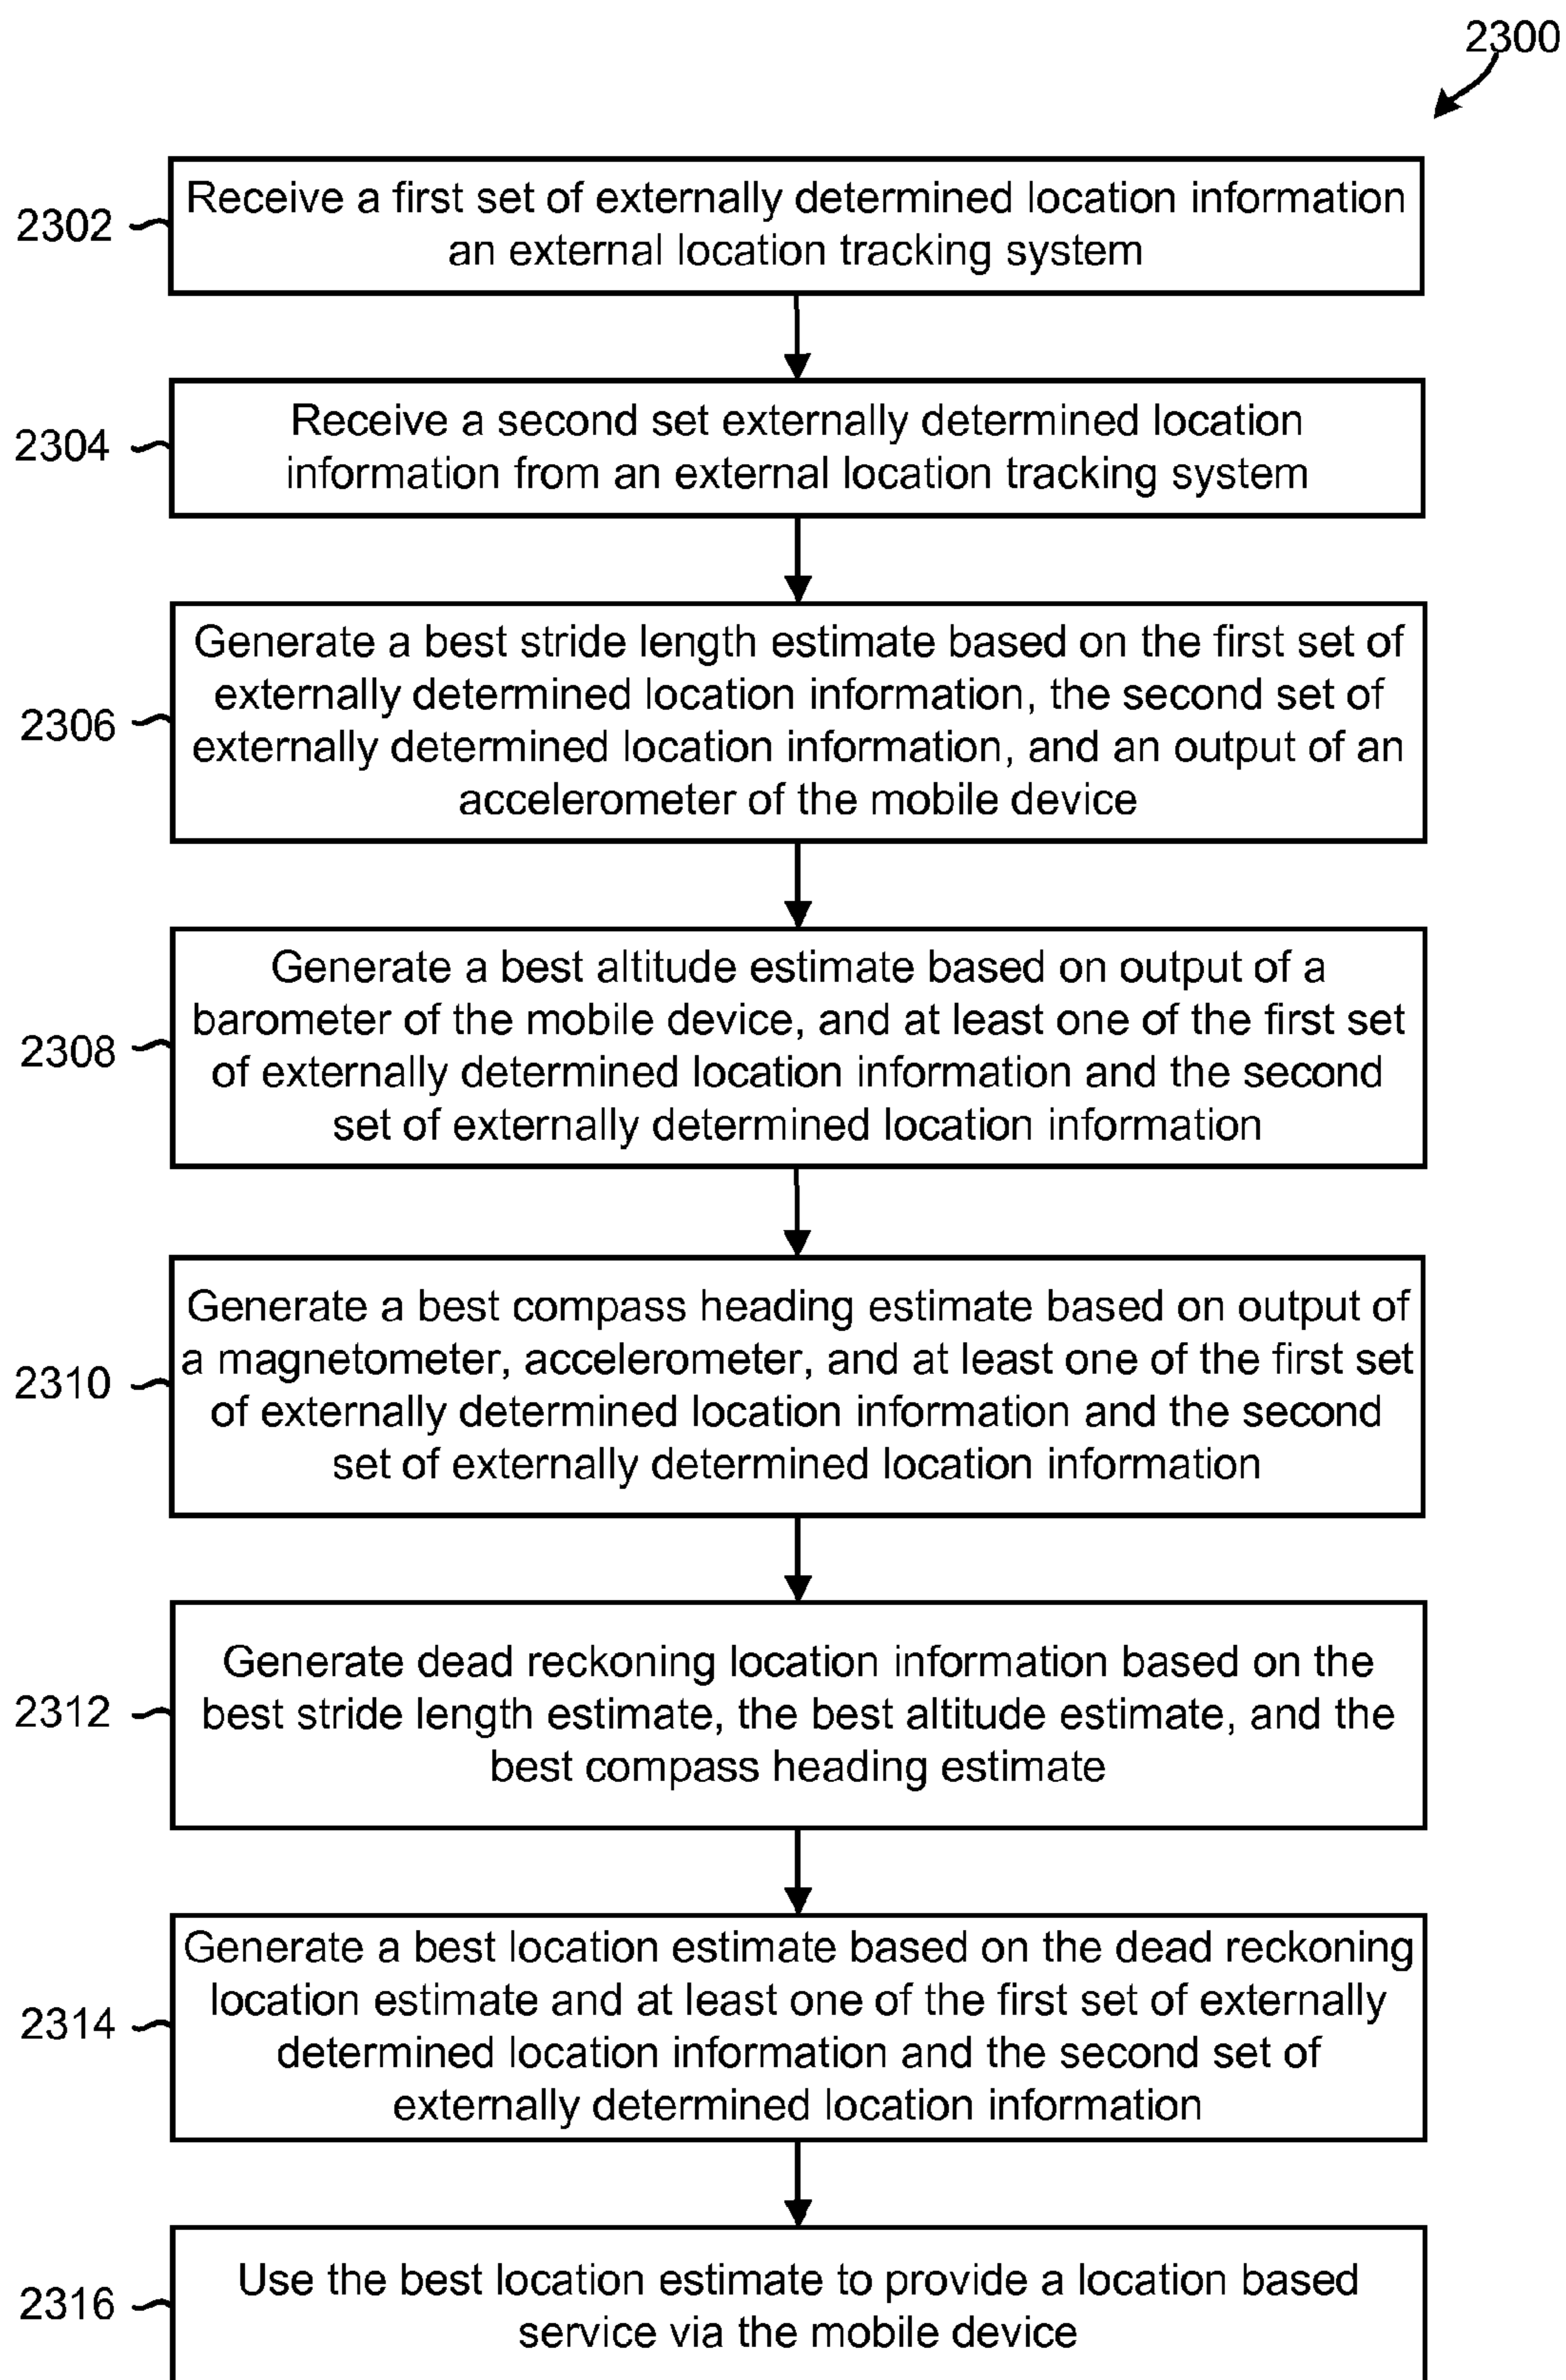 2300
2302
Receive a first set of externally determined location information
an external location tracking system
2304
Receive a second set externally determined location
information from an external location tracking system
2306
Generate a best stride length estimate based on the first set of
externally determined location information, the second set of
externally determined location information, and an output of an
accelerometer of the mobile device
2308
Generate a best altitude estimate based on output of a
barometer of the mobile device, and at least one of the first set
of externally determined location information and the second
set of externally determined location information
2310
Generate a best compass heading estimate based on output of
a magnetometer, accelerometer, and at least one of the first set
of externally determined location information and the second
set of externally determined location information
2312
Generate dead reckoning location information based on the
best stride length estimate, the best altitude estimate, and the
best compass heading estimate
2314
Generate a best location estimate based on the dead reckoning
location estimate and at least one of the first set of externally
determined location information and the second set of
externally determined location information
2316
Use the best location estimate to provide a location based
service via the mobile device